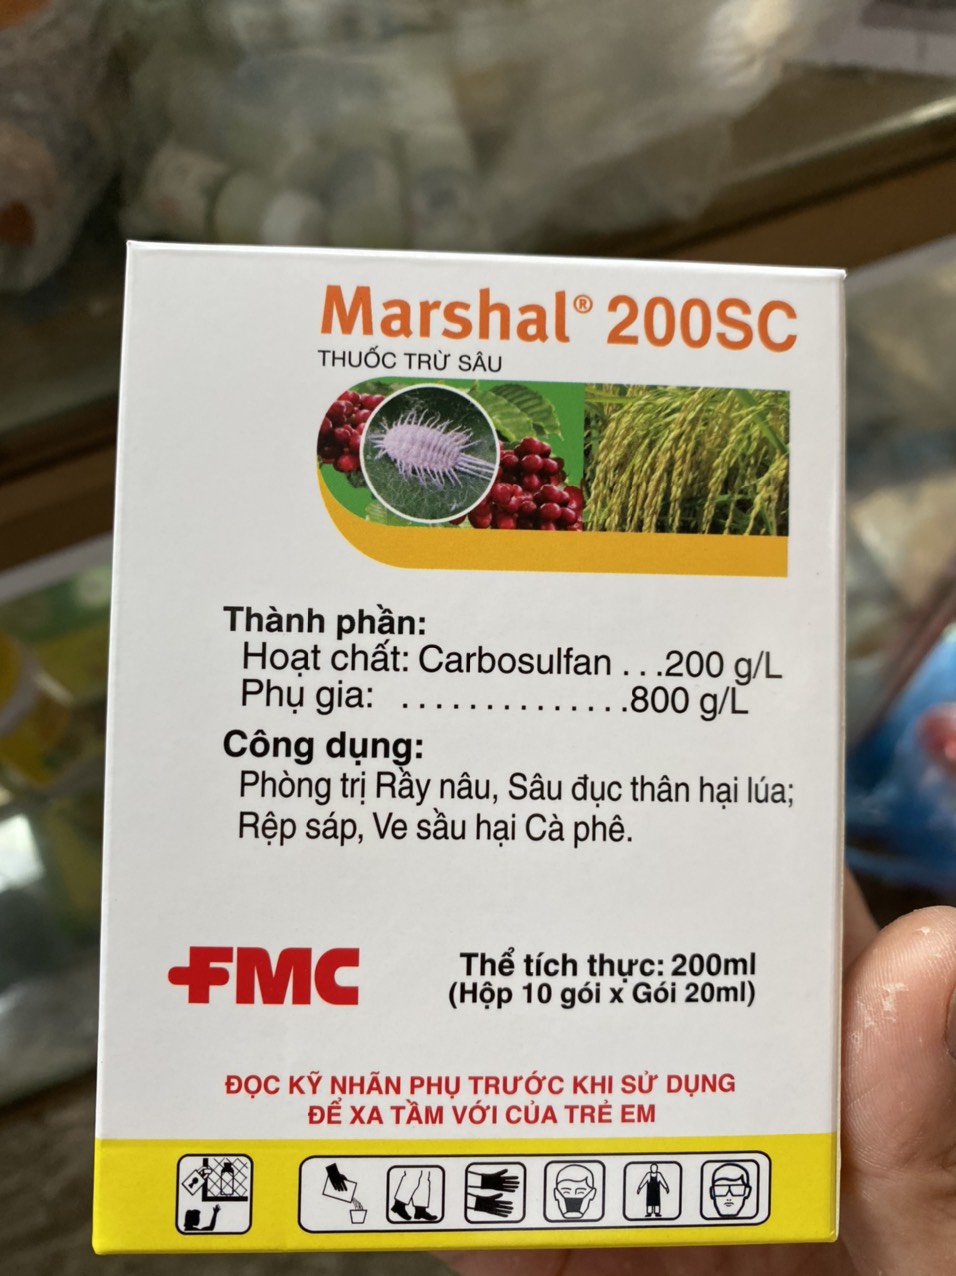 Marshal® 200SC
THUỐC TRỪ SÂU
Thành phần:
Hoạt chất: Carbosulfan . . .200 g/L
Phụ gia: . . . . . . . . . . . . . .800 g/L
Công dụng:
Phòng trị Rầy nâu, Sâu đục thân hại lúa;
Rệp sáp, Ve sầu hại Cà phê.
FMC
Thể tích thực: 200ml
(Hộp 10 gói x Gói 20ml)
ĐỌC KỸ NHÃN PHỤ TRƯỚC KHI SỬ DỤNG
ĐỂ XA TẦM VỚI CỦA TRẺ EM